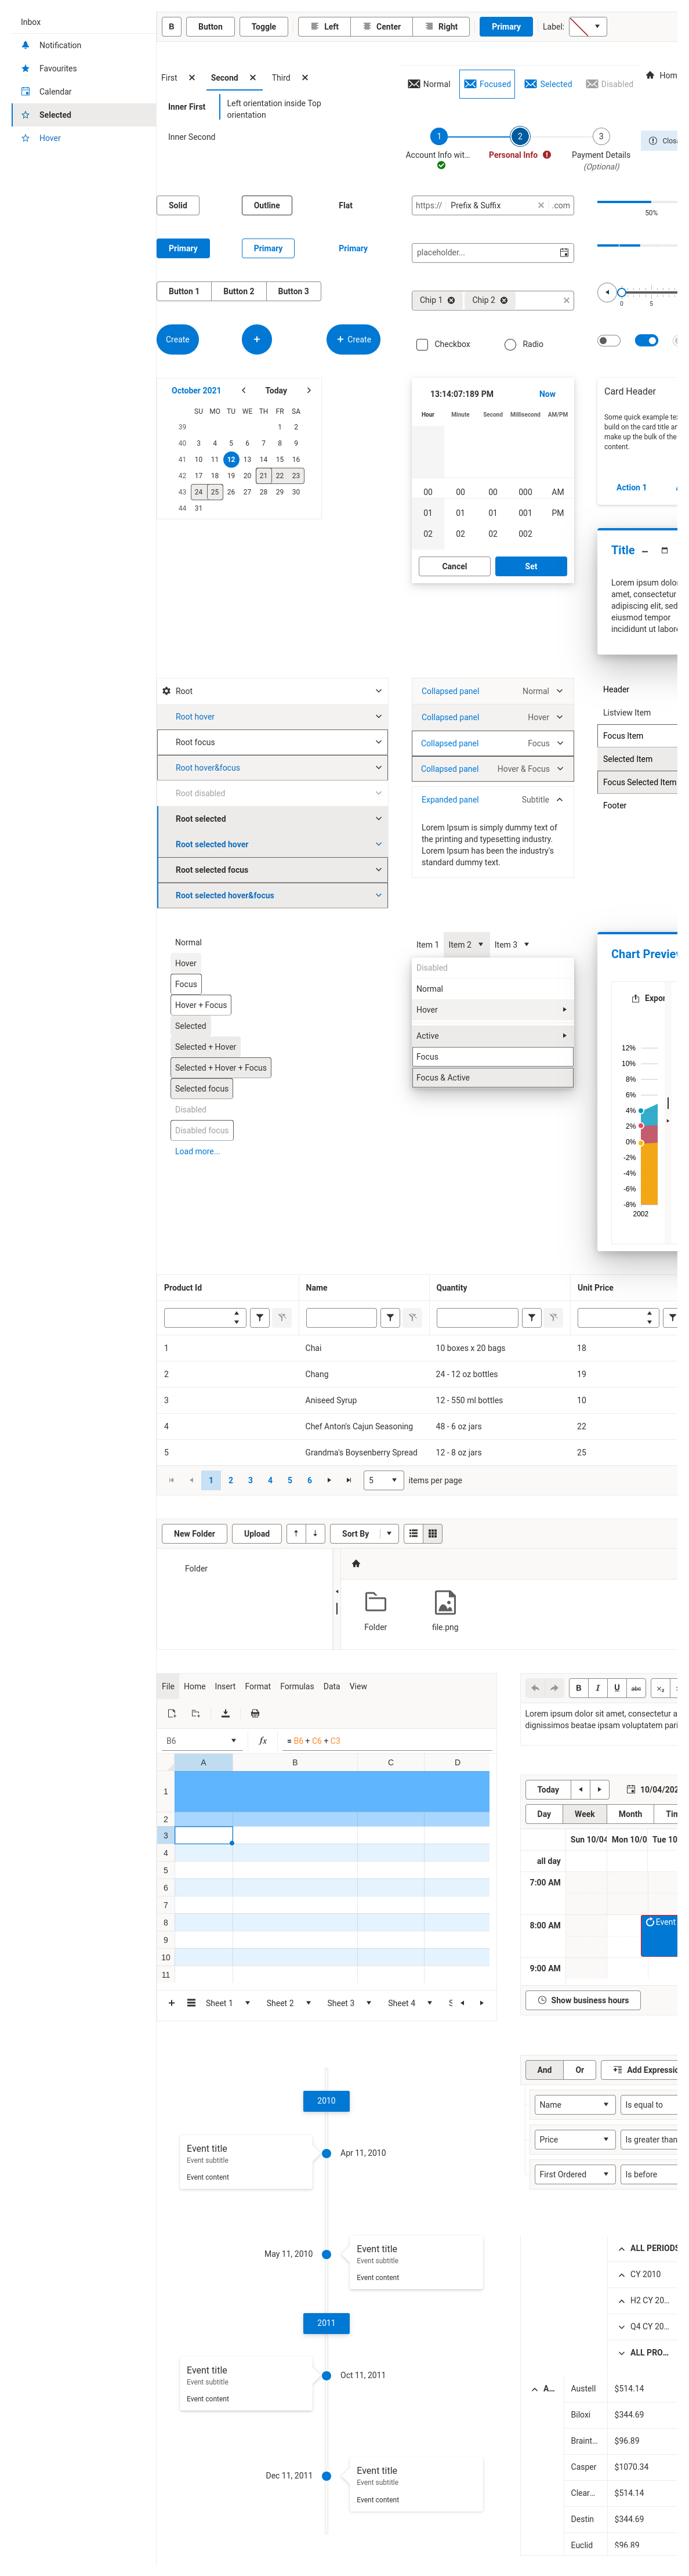 Inbox
Notification
Favourites
Calendar
Selected
Hover
B Button Toggle Left Center Right Primary Label:
First Second Third
Inner First
Inner Second
Left orientation inside Top
orientation
Normal Focused Selected Disabled
Hom
1 2 3
Account Info wit... Personal Info Payment Details
(Optional)
Solid Outline Flat
Primary Primary Primary
Button 1 Button 2 Button 3
Create + + Create
https:// Prefix & Suffix .com
placeholder...
Chip 1 Chip 2
Checkbox Radio
50%
0 5
October 2021 Today
SU MO TU WE TH FR SA
39 1 2
40 3 4 5 6 7 8 9
41 10 11 12 13 14 15 16
42 17 18 19 20 21 22 23
43 24 25 26 27 28 29 30
44 31
13:14:07:189 PM Now
Hour Minute Second Millisecond AM/PM
00 00 00 000 AM
01 01 01 001 PM
02 02 02 002
Cancel Set
Card Header
Some quick example te
build on the card title an
make up the bulk of the
content.
Action 1
Title
Lorem ipsum dolo
amet, consectetur
adipiscing elit, sed
eiusmod tempor
incididunt ut labor
Root
Root hover
Root focus
Root hover&focus
Root disabled
Root selected
Root selected hover
Root selected focus
Root selected hover&focus
Collapsed panel Normal
Collapsed panel Hover
Collapsed panel Focus
Collapsed panel Hover & Focus
Expanded panel Subtitle
Lorem Ipsum is simply dummy text of
the printing and typesetting industry.
Lorem Ipsum has been the industry's
standard dummy text.
Header
Listview Item
Focus Item
Selected Item
Focus Selected Item
Footer
Normal
Hover
Focus
Hover + Focus
Selected
Selected + Hover
Selected + Hover + Focus
Selected focus
Disabled
Disabled focus
Load more...
Item 1 Item 2 Item 3
Disabled
Normal
Hover
Active
Focus
Focus & Active
Chart Previe
Expor
12%
10%
8%
6%
4%
2%
0%
-2%
-4%
-6%
-8%
2002
Product Id Name Quantity Unit Price
1 Chai 10 boxes x 20 bags 18
2 Chang 24 - 12 oz bottles 19
3 Aniseed Syrup 12 - 550 ml bottles 10
4 Chef Anton's Cajun Seasoning 48 - 6 oz jars 22
5 Grandma's Boysenberry Spread 12 - 8 oz jars 25
1 2 3 4 5 6 5 items per page
New Folder Upload Sort By
Folder
Folder file.png
File Home Insert Format Formulas Data View
B6 fx = B6 + C6 + C3
A B C D
1
2
3
4
5
6
7
8
9
10
11
+ Sheet 1 Sheet 2 Sheet 3 Sheet 4 S
B I U abc X₂
Lorem ipsum dolor sit amet, consectetur a
dignissimos beatae ipsam voluptatem pari
Today 10/04/202
Day Week Month Tin
Sun 10/04 Mon 10/0 Tue 10
all day
7:00 AM
8:00 AM
Event
9:00 AM
Show business hours
2010
Event title
Event subtitle
Event content
Apr 11, 2010
May 11, 2010
Event title
Event subtitle
Event content
2011
Event title
Event subtitle
Event content
Oct 11, 2011
Dec 11, 2011
Event title
Event subtitle
Event content
And Or Add Expressio
Name Is equal to
Price Is greater than
First Ordered Is before
ALL PERIODS
CY 2010
H2 CY 20...
Q4 CY 20...
ALL PRO...
A... Austell $514.14
Biloxi $344.69
Braint... $96.89
Casper $1070.34
Clear... $514.14
Destin $344.69
Euclid $96.89